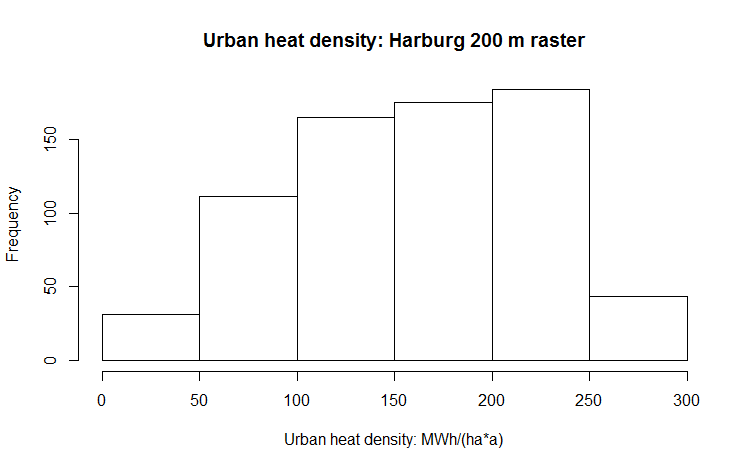 Urban heat density: Harburg 200 m raster
Frequency
150
100
50
0
0 50 100 150 200 250 300
Urban heat density: MWh/(ha*a)